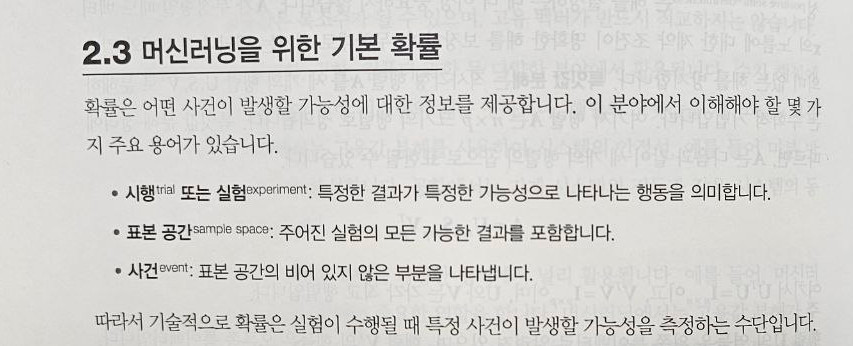 2.3 머신러닝을 위한 기본 확률
확률은 어떤 사건이 발생할 가능성에 대한 정보를 제공합니다. 이 분야에서 이해해야 할 몇 가
지 주요 용어가 있습니다.
• 시행trial 또는 실험experiment: 특정한 결과가 특정한 가능성으로 나타나는 행동을 의미합니다.
• 표본 공간sample space: 주어진 실험의 모든 가능한 결과를 포함합니다.
• 사건event: 표본 공간의 비어 있지 않은 부분을 나타냅니다.
따라서 기술적으로 확률은 실험이 수행될 때 특정 사건이 발생할 가능성을 측정하는 수단입니다.